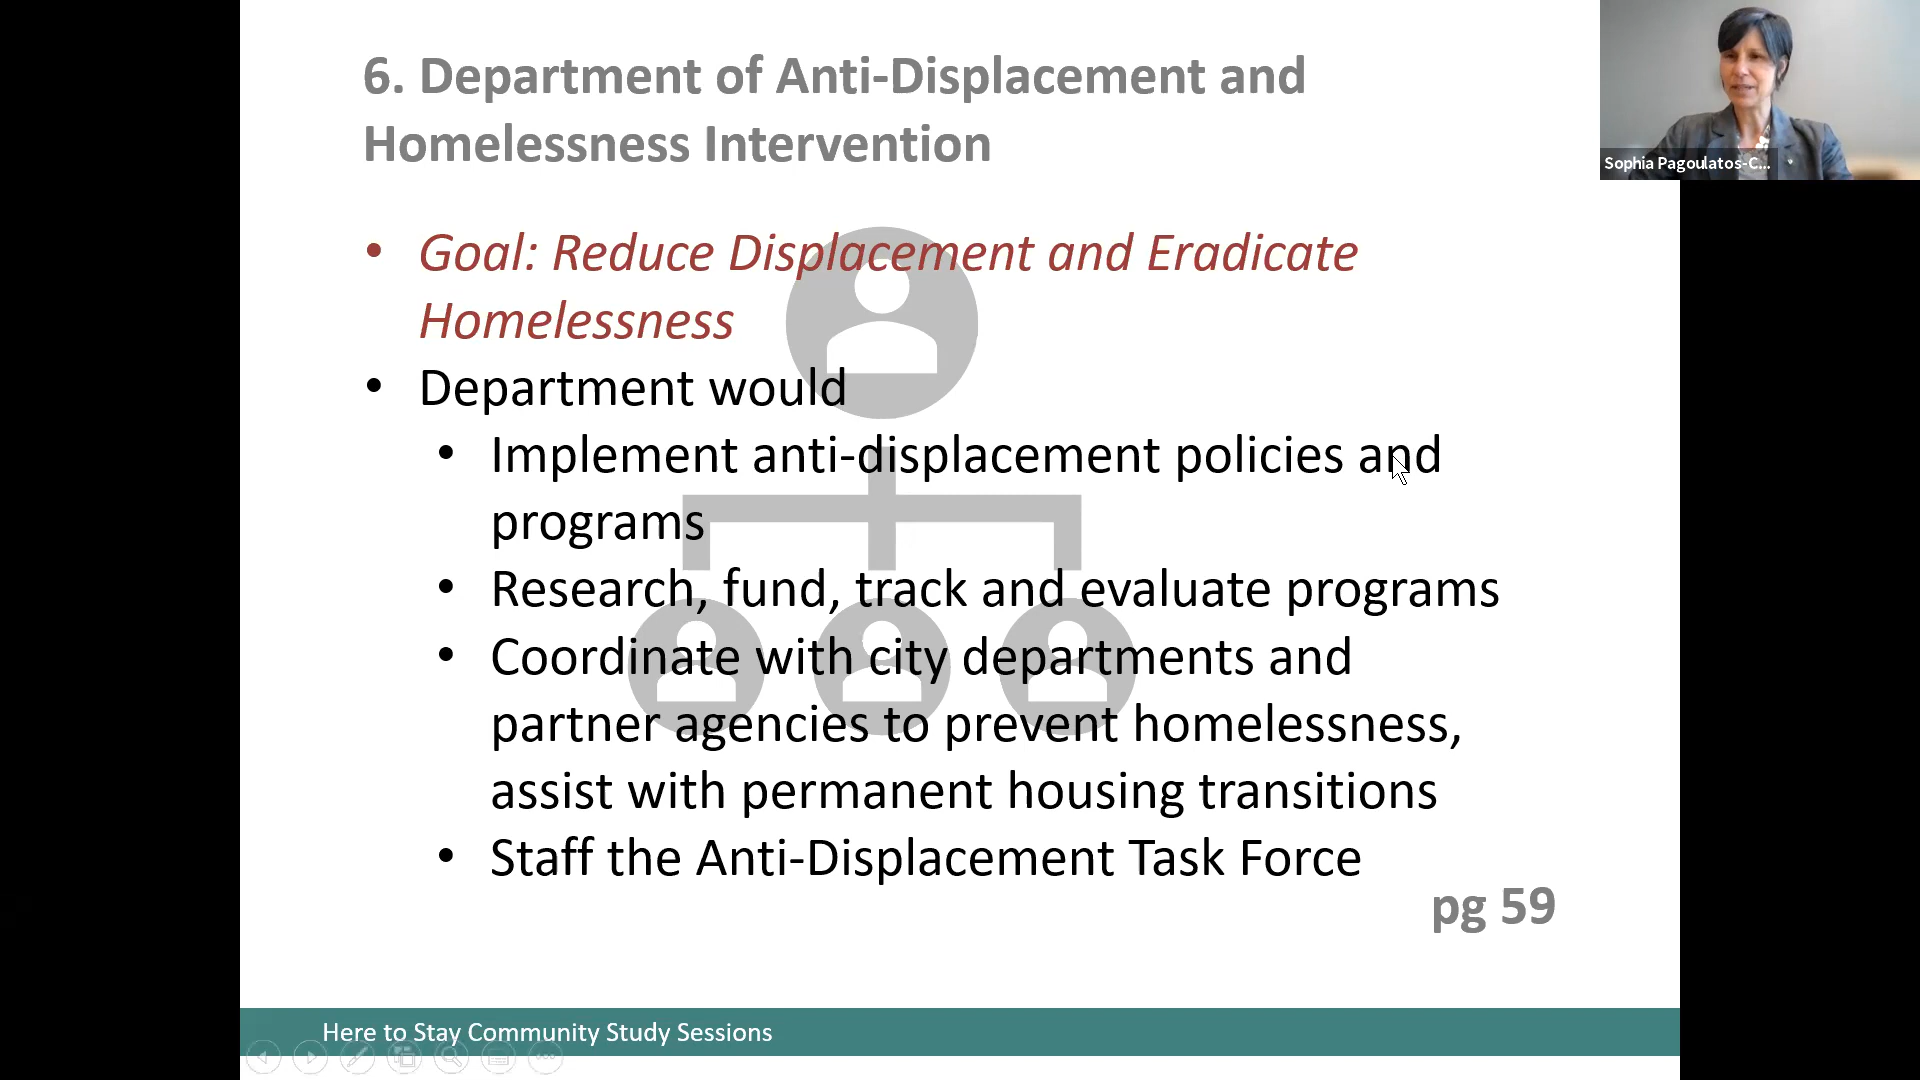 6. Department of Anti-Displacement and
Homelessness Intervention
Sophia Pagoulatos-C...
• Goal: Reduce Displacement and Eradicate
Homelessness
• Department would
• Implement anti-displacement policies and
programs
• Research, fund, track and evaluate programs
• Coordinate with city departments and
partner agencies to prevent homelessness,
assist with permanent housing transitions
• Staff the Anti-Displacement Task Force
pg 59
Here to Stay Community Study Sessions